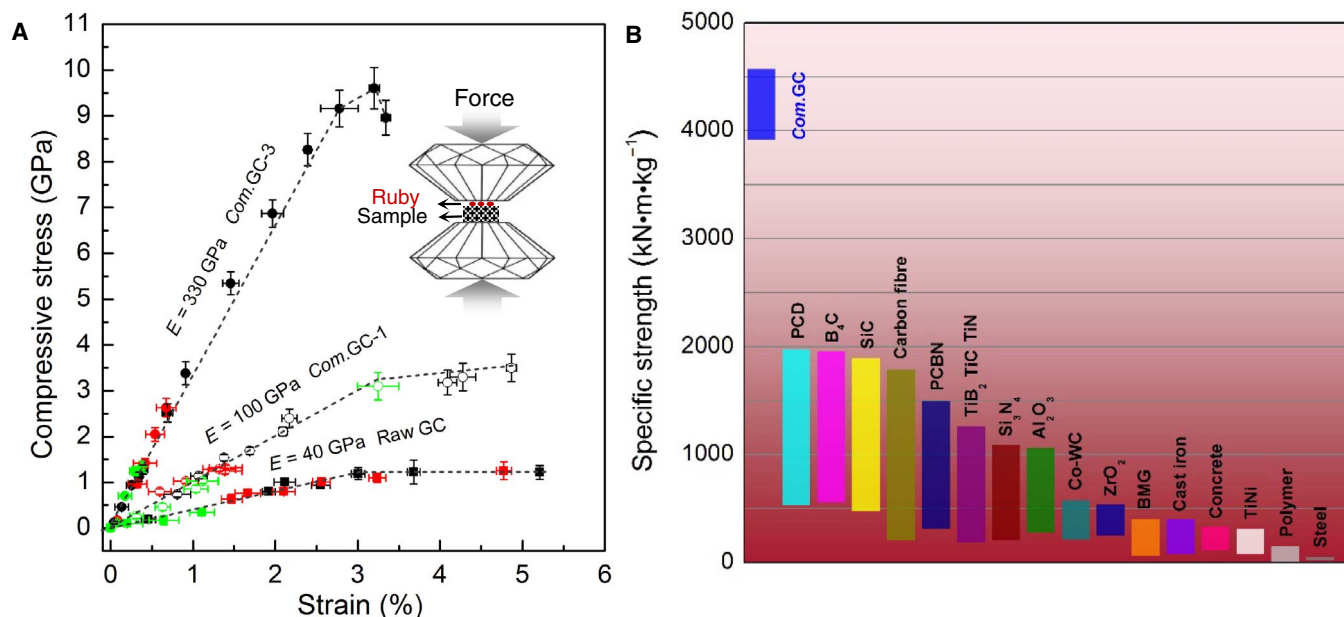 A
11
10
9
8
7
6
5
4
3
2
1
0
Compressive stress (GPa)
0 1 2 3 4 5 6
Strain (%)
E = 330 GPa Com.GC-3
E = 100 GPa Com.GC-1
E = 40 GPa Raw GC
Force
Ruby
Sample
B
5000
4000
3000
2000
1000
0
Specific strength (kN•m•kg⁻¹)
Com.GC
PCD
B₄C
SiC
Carbon fibre
PCBN
TiB₂ TiC TiN
Si₃N₄
Al₂O₃
Co-WC
ZrO₂
BMG
Cast iron
Concrete
TiNi
Polymer
Steel